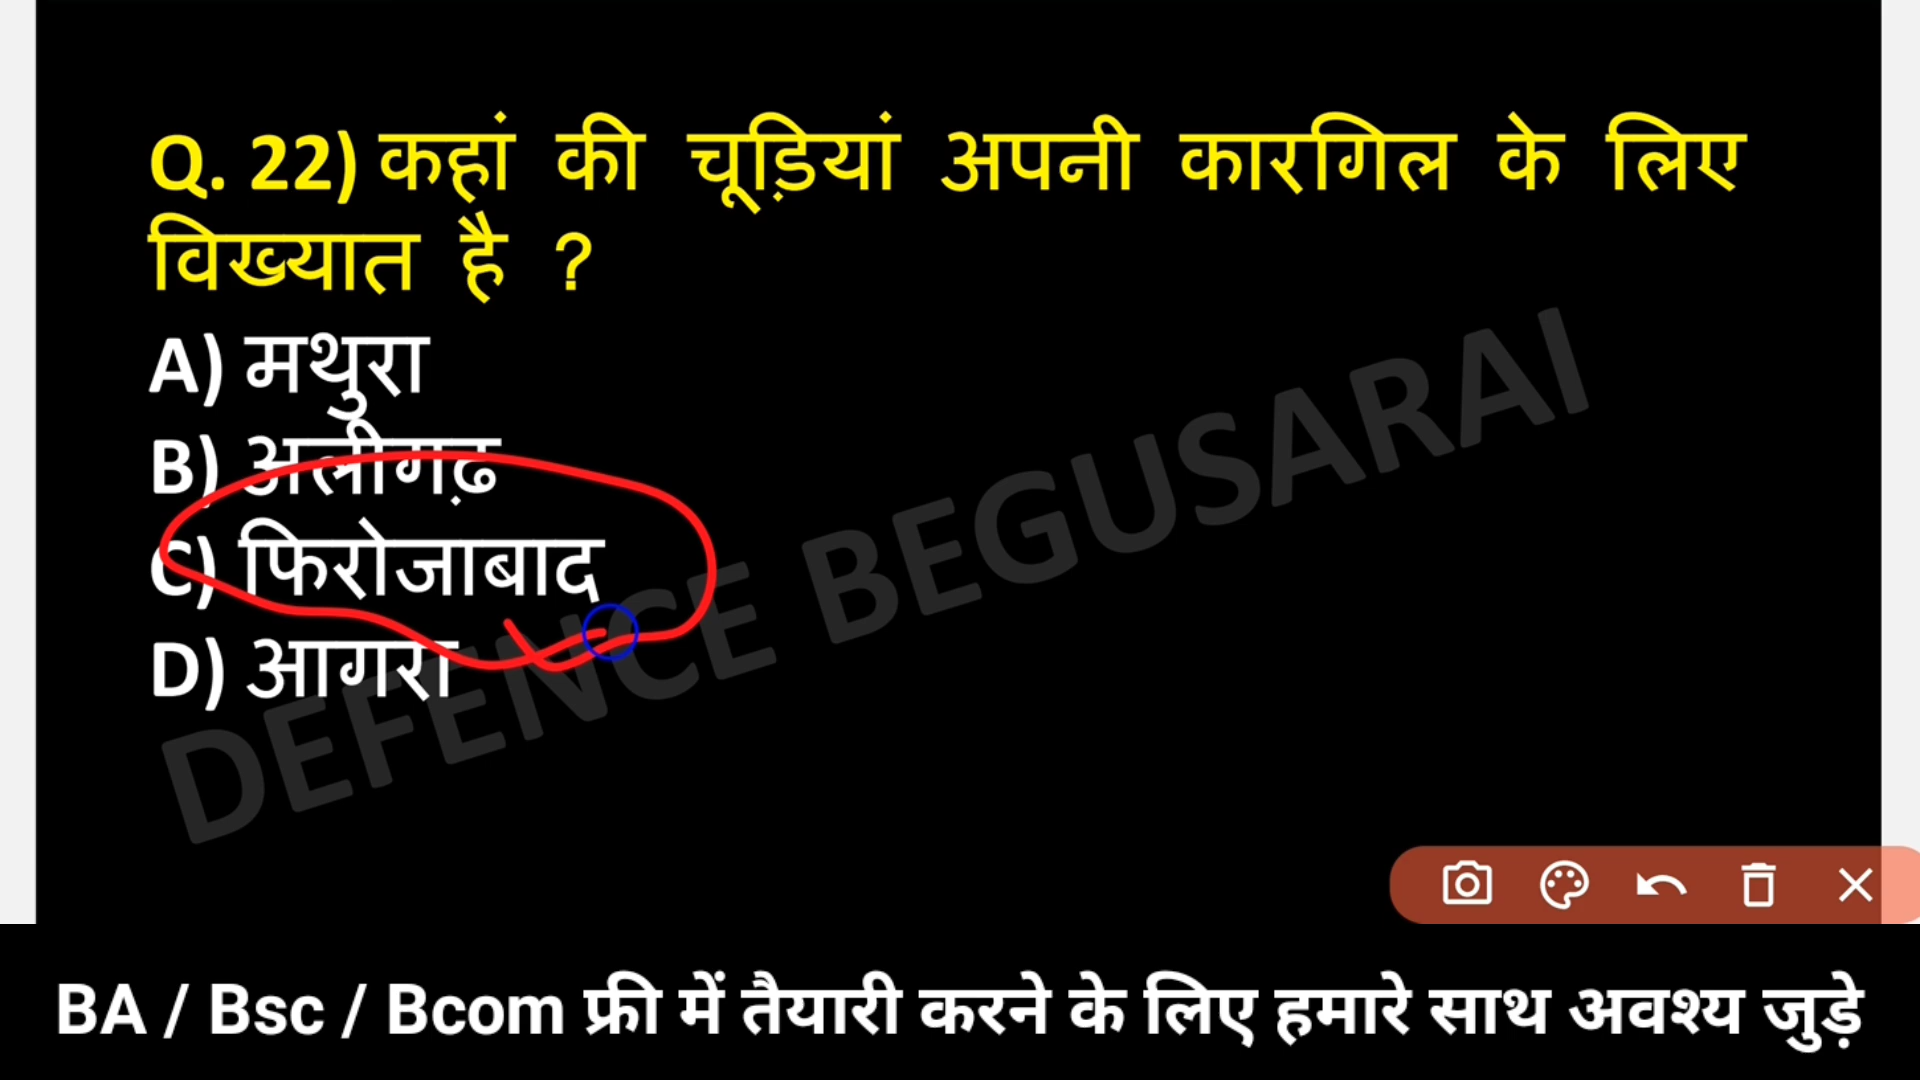 Q. 22) कहां की चूड़ियां अपनी कारगिल के लिए
विख्यात है ?
A) मथुरा
B) अलीगढ़
C) फिरोजाबाद
D) आगरा
DEFENCE BEGUSARAI
BA / Bsc / Bcom फ्री में तैयारी करने के लिए हमारे साथ अवश्य जुड़े